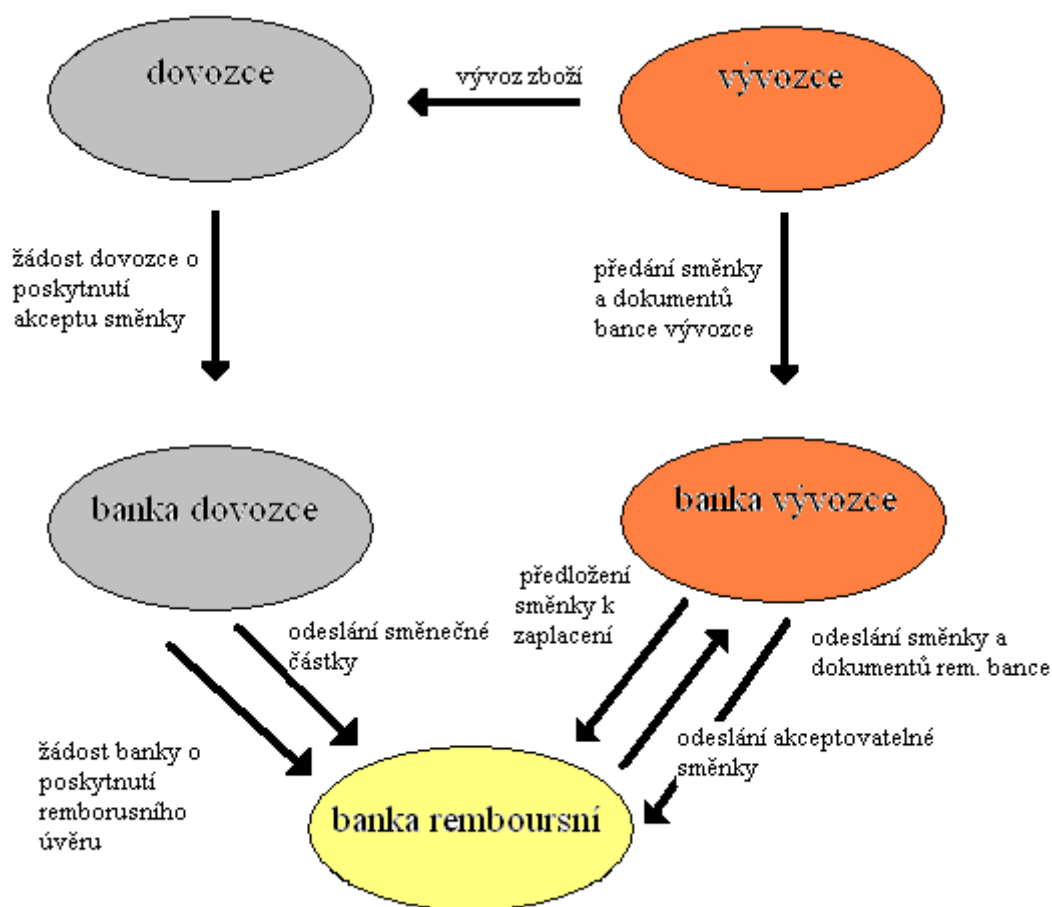 dovozce
vývoz zboží
vývozce
žádost dovozce o
poskytnutí
akceptu směnky
předání směnky
a dokumentů
bance vývozce
banka dovozce
banka vývozce
předložení
směnky k
zaplacení
odeslání směnečné
částky
odeslání směnky a
dokumentů rem. bance
žádost banky o
poskytnutí
remborusního
úvěru
odeslání akceptovatelné
směnky
banka remboursní